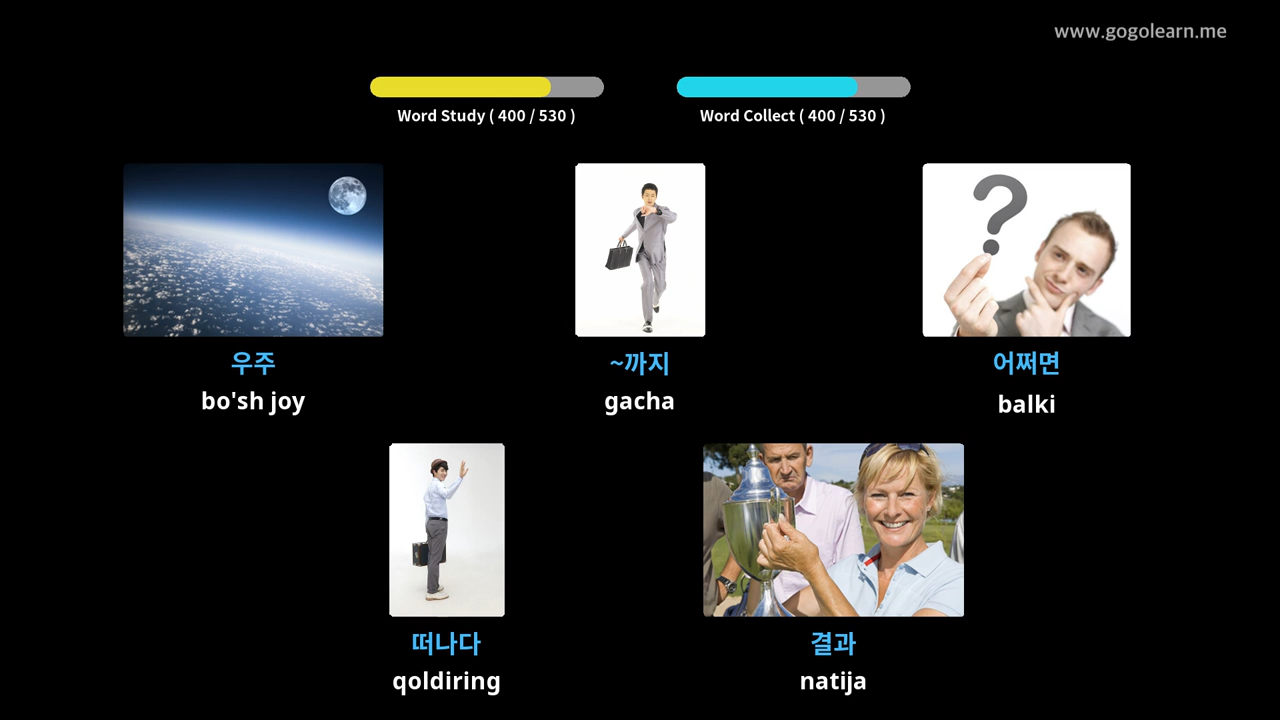 www.gogolearn.me
Word Study ( 400 / 530 )
Word Collect ( 400 / 530 )
우주
bo'sh joy
~까지
gacha
어쩌면
balki
떠나다
qoldiring
결과
natija